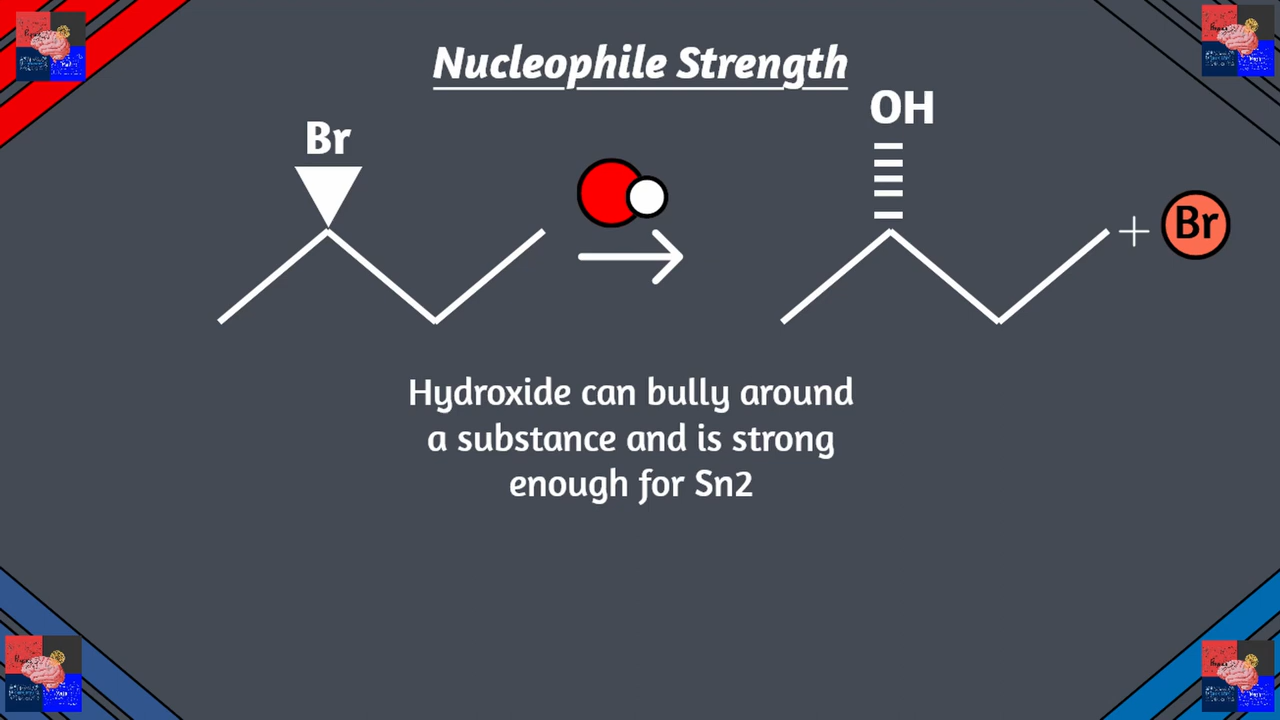 Nucleophile Strength
Br
OH
+ Br
Hydroxide can bully around
a substance and is strong
enough for Sn2